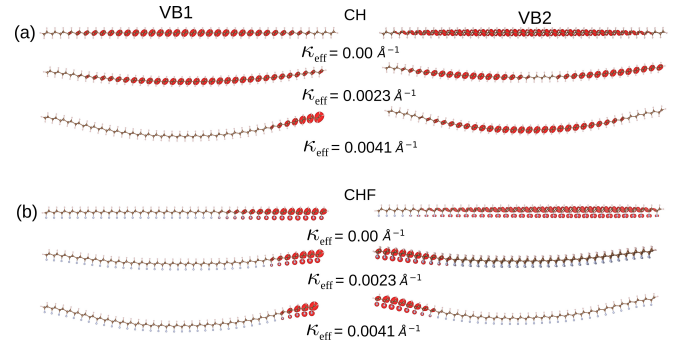 VB1 CH VB2
(a)
κeff = 0.00 Å⁻¹
κeff = 0.0023 Å⁻¹
κeff = 0.0041 Å⁻¹
(b) CHF
κeff = 0.00 Å⁻¹
κeff = 0.0023 Å⁻¹
κeff = 0.0041 Å⁻¹